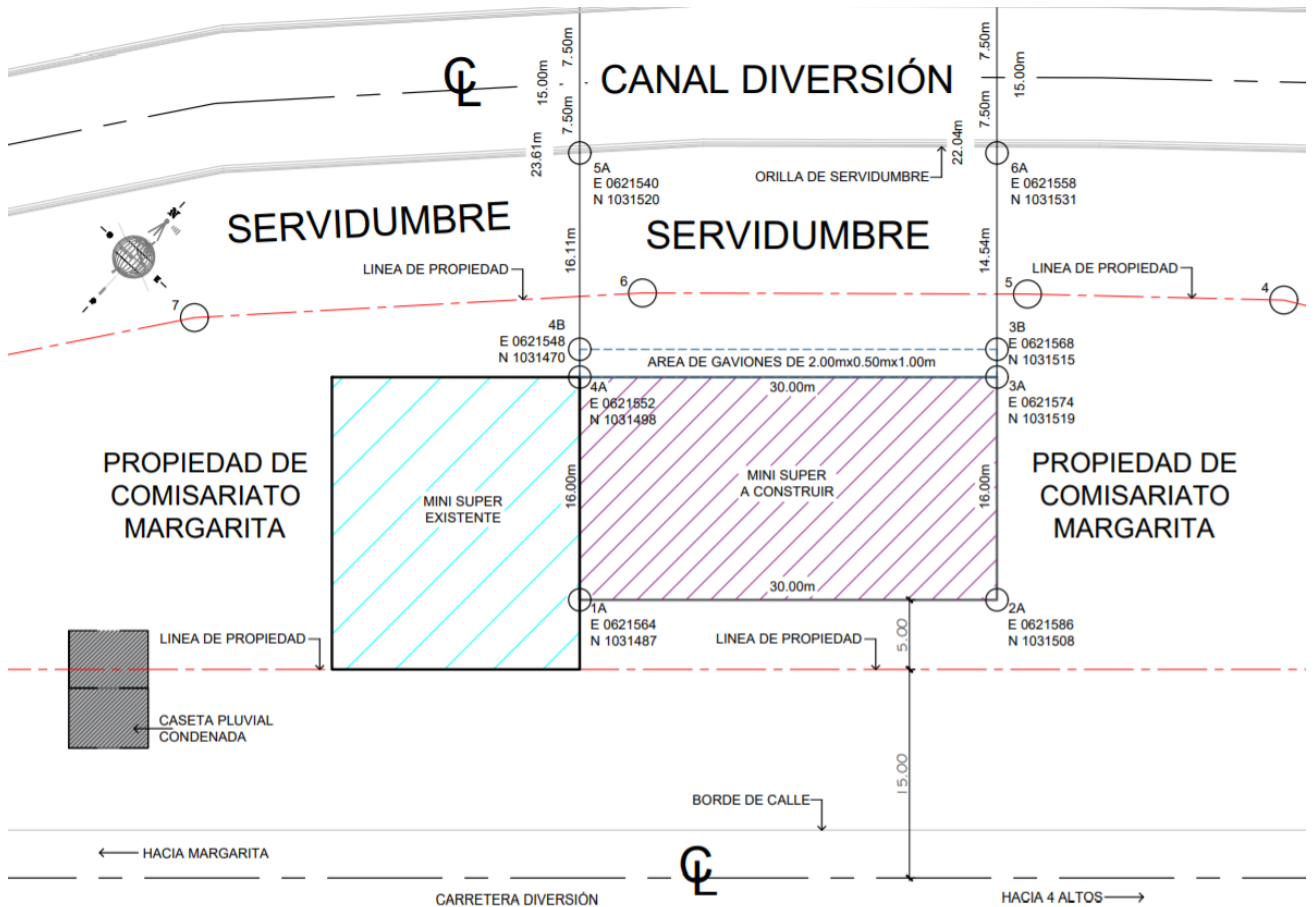 7.50m
15.00m
7.50m
CL
CANAL DIVERSIÓN
7.50m
15.00m
7.50m
23.61m
22.04m
5A
E 0621540
N 1031520
ORILLA DE SERVIDUMBRE
6A
E 0621558
N 1031531
N
SERVIDUMBRE
SERVIDUMBRE
16.11m
14.54m
LINEA DE PROPIEDAD
LINEA DE PROPIEDAD
7
6
5
4
4B
E 0621548
N 1031470
3B
E 0621568
N 1031515
AREA DE GAVIONES DE 2.00mx0.50mx1.00m
30.00m
4A
E 0621552
N 1031498
3A
E 0621574
N 1031519
PROPIEDAD DE
COMISARIATO
MARGARITA
MINI SUPER
EXISTENTE
16.00m
MINI SUPER
A CONSTRUIR
16.00m
PROPIEDAD DE
COMISARIATO
MARGARITA
30.00m
1A
E 0621564
N 1031487
2A
E 0621586
N 1031508
LINEA DE PROPIEDAD
LINEA DE PROPIEDAD
5.00
CASETA PLUVIAL
CONDENADA
15.00
BORDE DE CALLE
HACIA MARGARITA
CL
CARRETERA DIVERSIÓN
HACIA 4 ALTOS